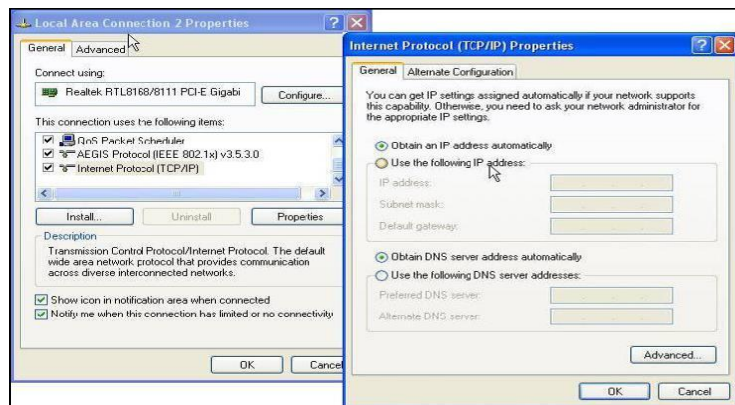 Local Area Connection 2 Properties
General
Advanced
Connect using:
Realtek RTL8168/8111 PCI-E Gigabi
Configure...
This connection uses the following items:
QoS Packet Scheduler
AEGIS Protocol (IEEE 802.1x) v3.5.3.0
Internet Protocol (TCP/IP)
Install...
Uninstall
Properties
Description
Transmission Control Protocol/Internet Protocol. The default
wide area network protocol that provides communication
across diverse interconnected networks.
Show icon in notification area when connected
Notify me when this connection has limited or no connectivity
OK
Cancel
Internet Protocol (TCP/IP) Properties
General
Alternate Configuration
You can get IP settings assigned automatically if your network supports
this capability. Otherwise, you need to ask your network administrator for
the appropriate IP settings.
Obtain an IP address automatically
Use the following IP address:
IP address:
Subnet mask:
Default gateway:
Obtain DNS server address automatically
Use the following DNS server addresses:
Preferred DNS server:
Alternate DNS server:
Advanced...
OK
Cancel